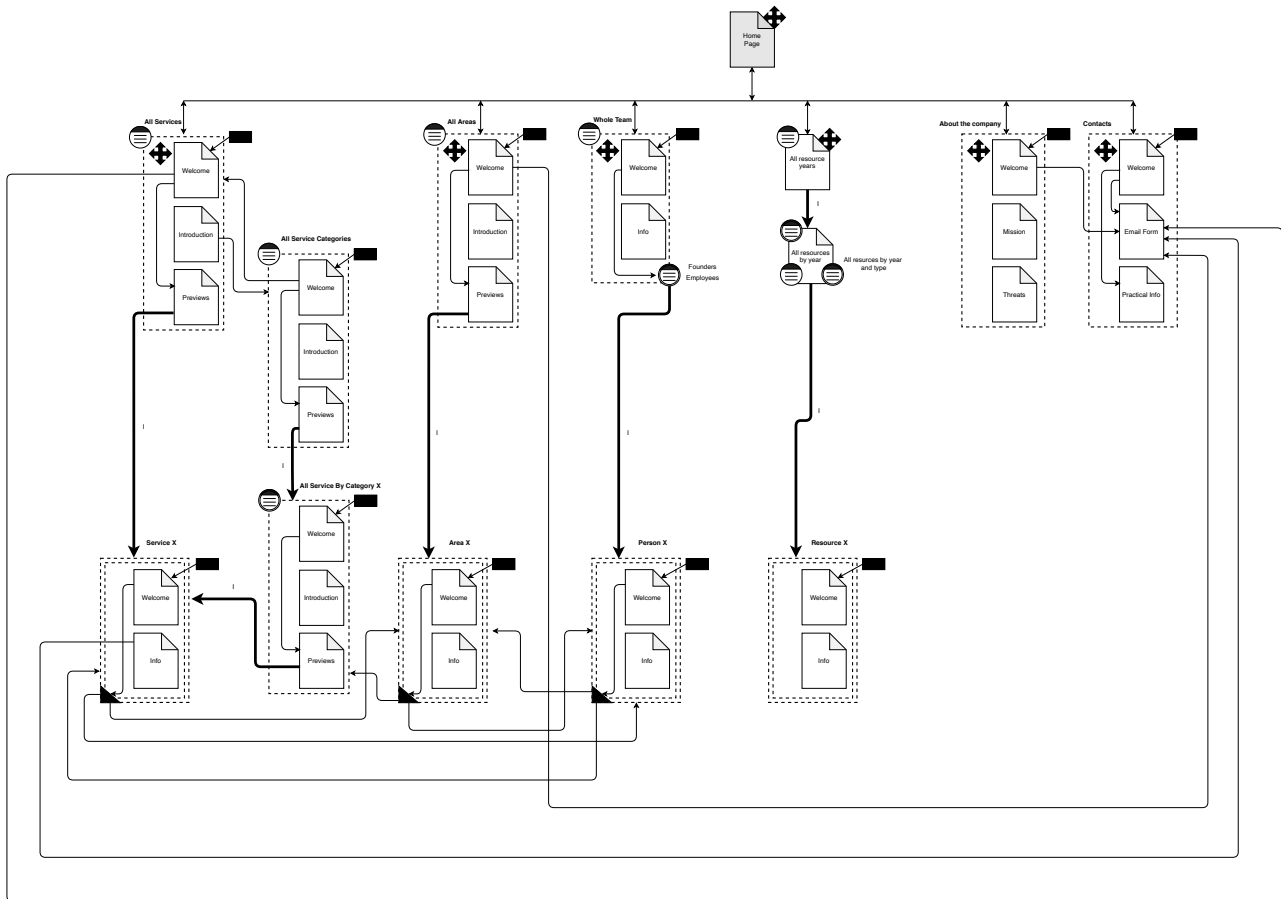 Home
Page
All Services
All Areas
Whole Team
About the company
Contacts
Welcome
Welcome
Welcome
All resource
years
Welcome
Welcome
Introduction
Introduction
Info
Mission
Email Form
All Service Categories
All resources
by year
All resurces by year
and type
Founders
Employees
Welcome
Previews
Previews
Threats
Practical Info
Introduction
Previews
I
I
I
I
I
I
I
All Service By Category X
Welcome
Service X
Area X
Person X
Resource X
Welcome
Introduction
Welcome
Welcome
Welcome
Info
Previews
Info
Info
Info